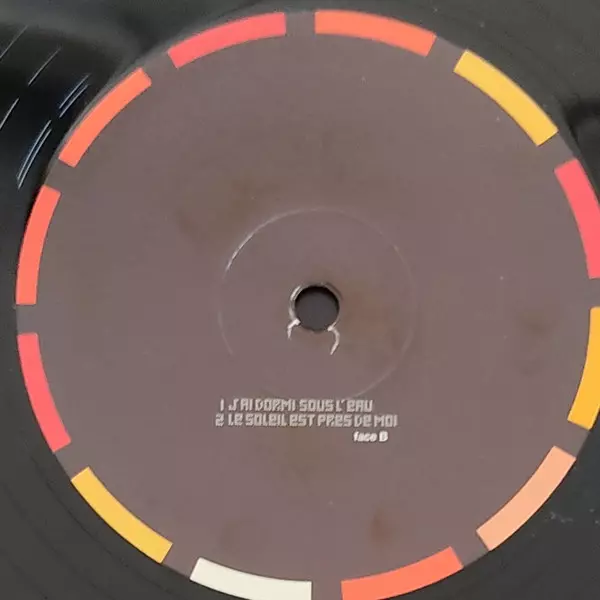 1 J'AI DORMI SOUS L'EAU
2 Le SOLEIL EST PRES DE MOI
face B